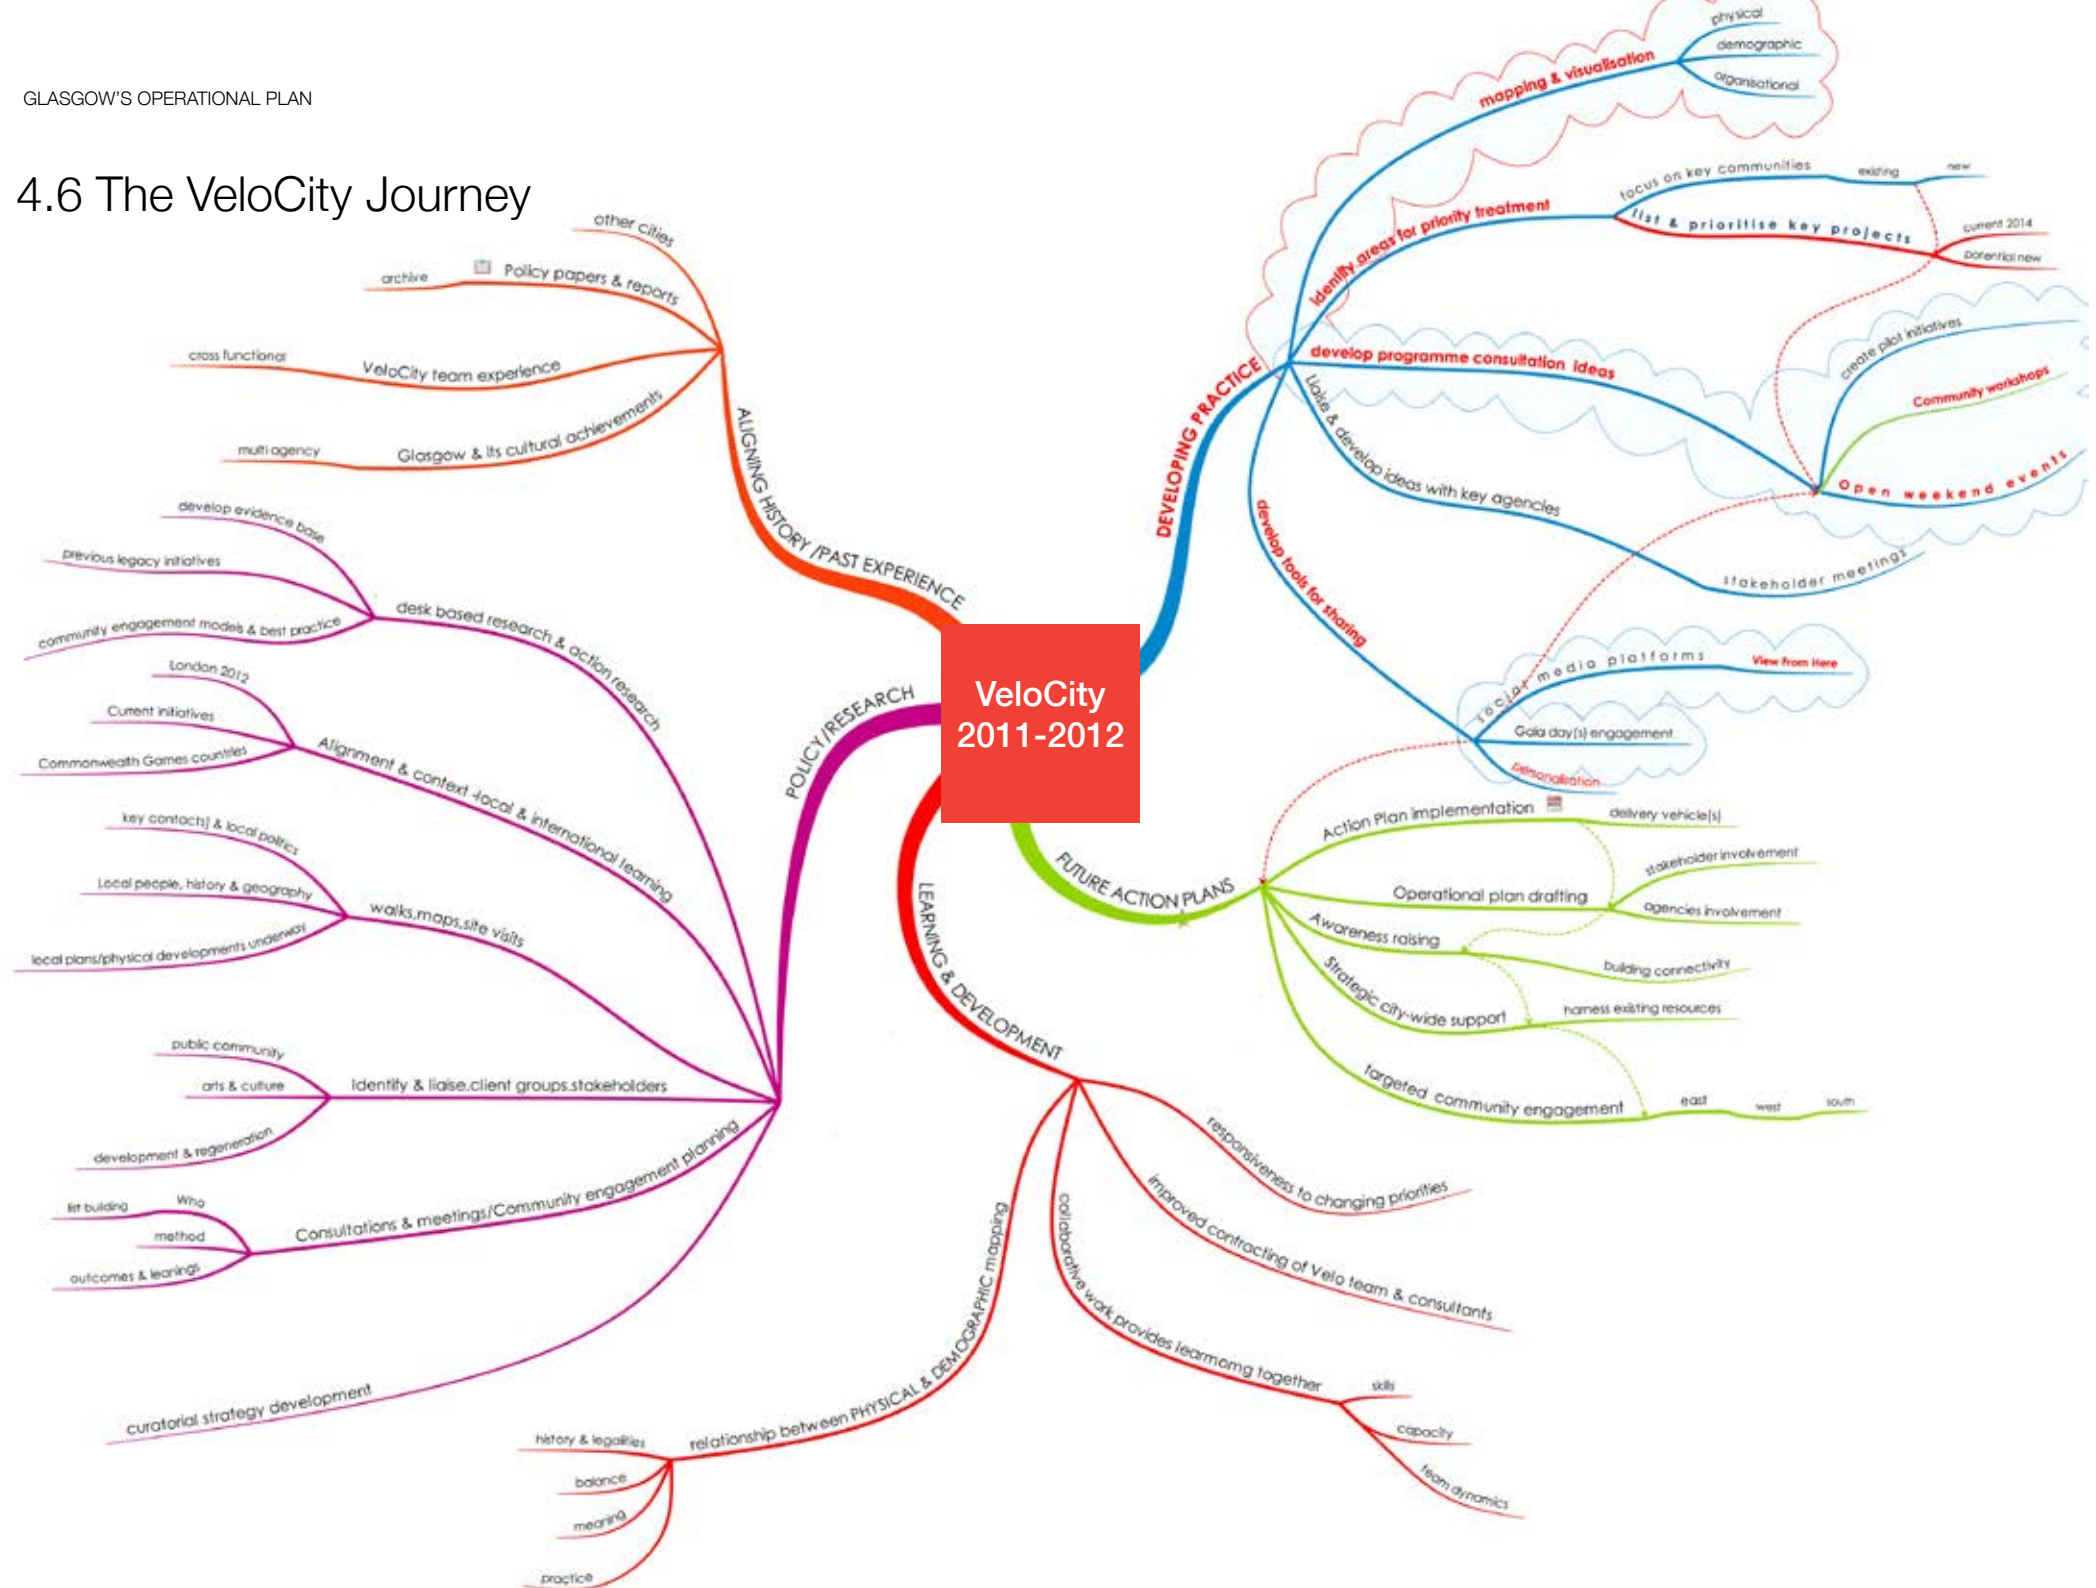 GLASGOW'S OPERATIONAL PLAN
4.6 The VeloCity Journey
VeloCity
2011-2012
ALIGNING HISTORY /PAST EXPERIENCE
other cities
Policy papers & reports
archive
VeloCity team experience
cross functional
Glasgow & its cultural achievements
multi agency
POLICY/RESEARCH
desk based research & action research
develop evidence base
previous legacy initiatives
community engagement models & best practice
Alignment & context -local & international learning
London 2012
Current initiatives
Commonwealth Games countries
walks,maps,site visits
key contacts] & local politics
Local people, history & geography
local plans/physical developments underway
Identify & liaise.client groups.stakeholders
public community
arts & culture
development & regeneration
Consultations & meetings/Community engagement planning
Who
list building
method
outcomes & leanings
curatorial strategy development
LEARNING & DEVELOPMENT
relationship between PHYSICAL & DEMOGRAPHIC mapping
history & legalities
balance
meaning
practice
collaborative work provides learmomg together
skills
capacity
team dynamics
improved contracting of Velo team & consultants
responsiveness to changing priorities
DEVELOPING PRACTICE
mapping & visualisation
physical
demographic
organisational
Identify areas for priority treatment
focus on key communities
existing
new
list & prioritise key projects
current 2014
potential new
develop programme consultation ideas
create pilot initiatives
Community workshops
Open weekend events
Liaise & develop ideas with key agencies
stakeholder meetings
develop tools for sharing
social media platforms
View From Here
Gala day(s) engagement
personalisation
FUTURE ACTION PLANS
Action Plan implementation
delivery vehicle(s)
Operational plan drafting
stakeholder involvement
agencies involvement
Awareness raising
building connectivity
Strategic city-wide support
harness existing resources
targeted community engagement
east
west
south